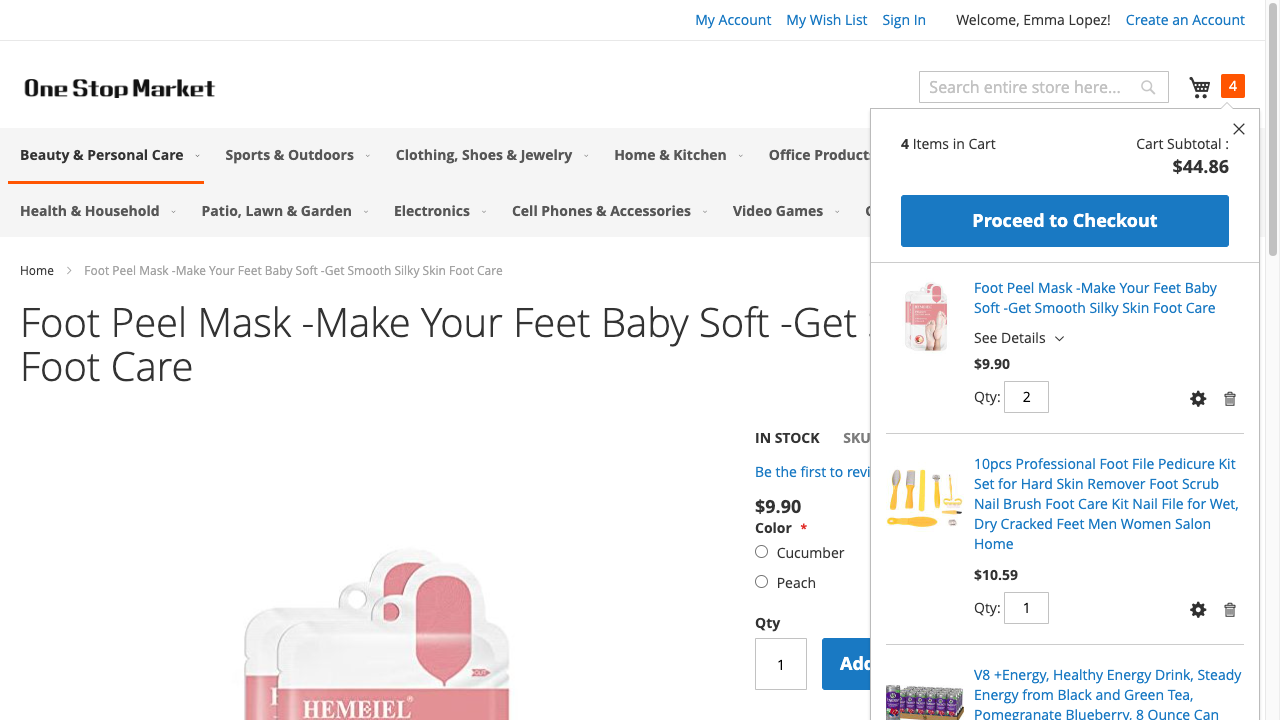 My Account My Wish List Sign In Welcome, Emma Lopez! Create an Account
One Stop Market
Search entire store here...
4
Beauty & Personal Care Sports & Outdoors Clothing, Shoes & Jewelry Home & Kitchen Office Product
Health & Household Patio, Lawn & Garden Electronics Cell Phones & Accessories Video Games
Home Foot Peel Mask -Make Your Feet Baby Soft -Get Smooth Silky Skin Foot Care
Foot Peel Mask -Make Your Feet Baby Soft -Get
Foot Care
IN STOCK SKU
Be the first to revi
$9.90
Color *
Cucumber
Peach
Qty
1
Add
HEMEIEL
4 Items in Cart
Cart Subtotal :
$44.86
Proceed to Checkout
Foot Peel Mask -Make Your Feet Baby
Soft -Get Smooth Silky Skin Foot Care
See Details
$9.90
Qty: 2
10pcs Professional Foot File Pedicure Kit
Set for Hard Skin Remover Foot Scrub
Nail Brush Foot Care Kit Nail File for Wet,
Dry Cracked Feet Men Women Salon
Home
$10.59
Qty: 1
V8 +Energy, Healthy Energy Drink, Steady
Energy from Black and Green Tea,
Pomegranate Blueberry, 8 Ounce Can